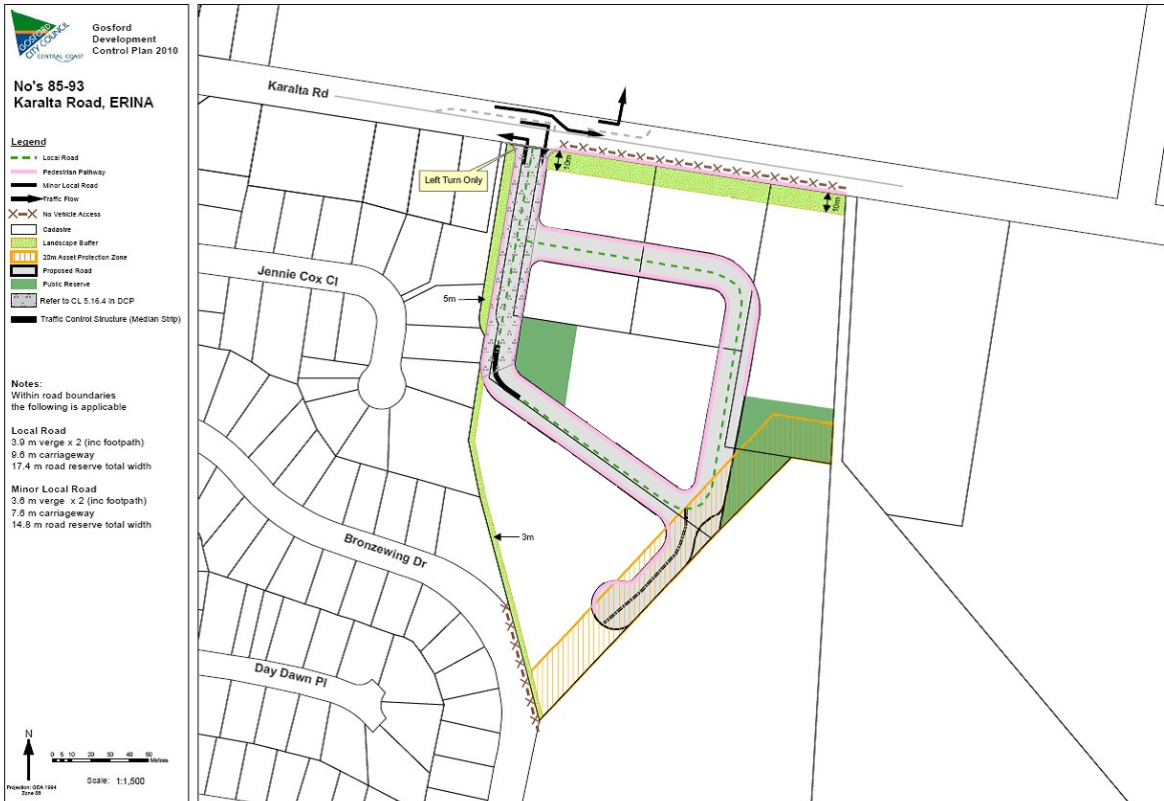 GOSFORD
CITY COUNCIL
CENTRAL COAST
Gosford
Development
Control Plan 2010
No's 85-93
Karalta Road, ERINA
Legend
Local Road
Pedestrian Pathway
Minor Local Road
Traffic Flow
No Vehicle Access
Cadastre
Landscape Buffer
20m Asset Protection Zone
Proposed Road
Public Reserve
Refer to CL 5.16.4 in DCP
Traffic Control Structure (Median Strip)
Notes:
Within road boundaries
the following is applicable
Local Road
3.9 m verge x 2 (inc footpath)
9.6 m carriageway
17.4 m road reserve total width
Minor Local Road
3.6 m verge x 2 (inc footpath)
7.6 m carriageway
14.8 m road reserve total width
N
0 5 10 20 30 40 50
Metres
Scale: 1:1,500
Projection: GDA 1994
Zone 56
Karalta Rd
Left Turn Only
10m
10m
Jennie Cox Cl
5m
3m
Bronzewing Dr
Day Dawn Pl